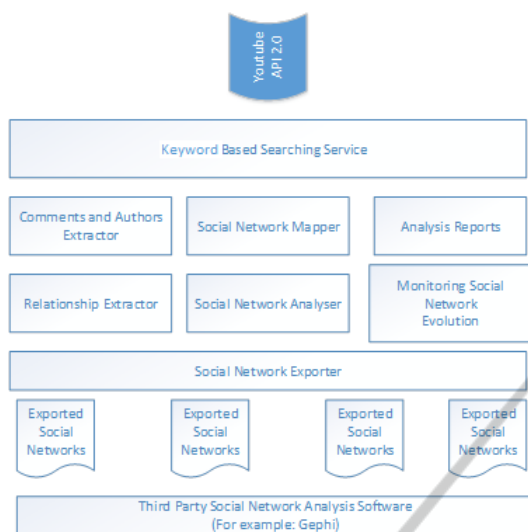 Youtube
API 2.0
Keyword Based Searching Service
Comments and Authors
Extractor
Social Network Mapper
Analysis Reports
Relationship Extractor
Social Network Analyser
Monitoring Social
Network
Evolution
Social Network Exporter
Exported
Social
Networks
Exported
Social
Networks
Exported
Social
Networks
Exported
Social
Networks
Third Party Social Network Analysis Software
(For example: Gephi)